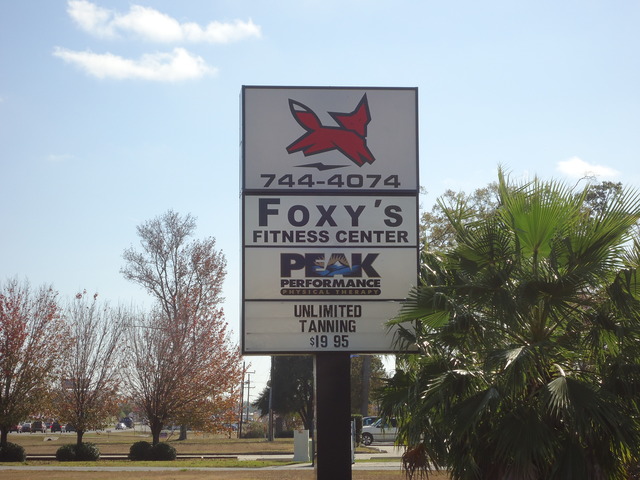 744-4074
FOXY'S
FITNESS CENTER
PEAK
PERFORMANCE
PHYSICAL THERAPY
UNLIMITED
TANNING
$19 95